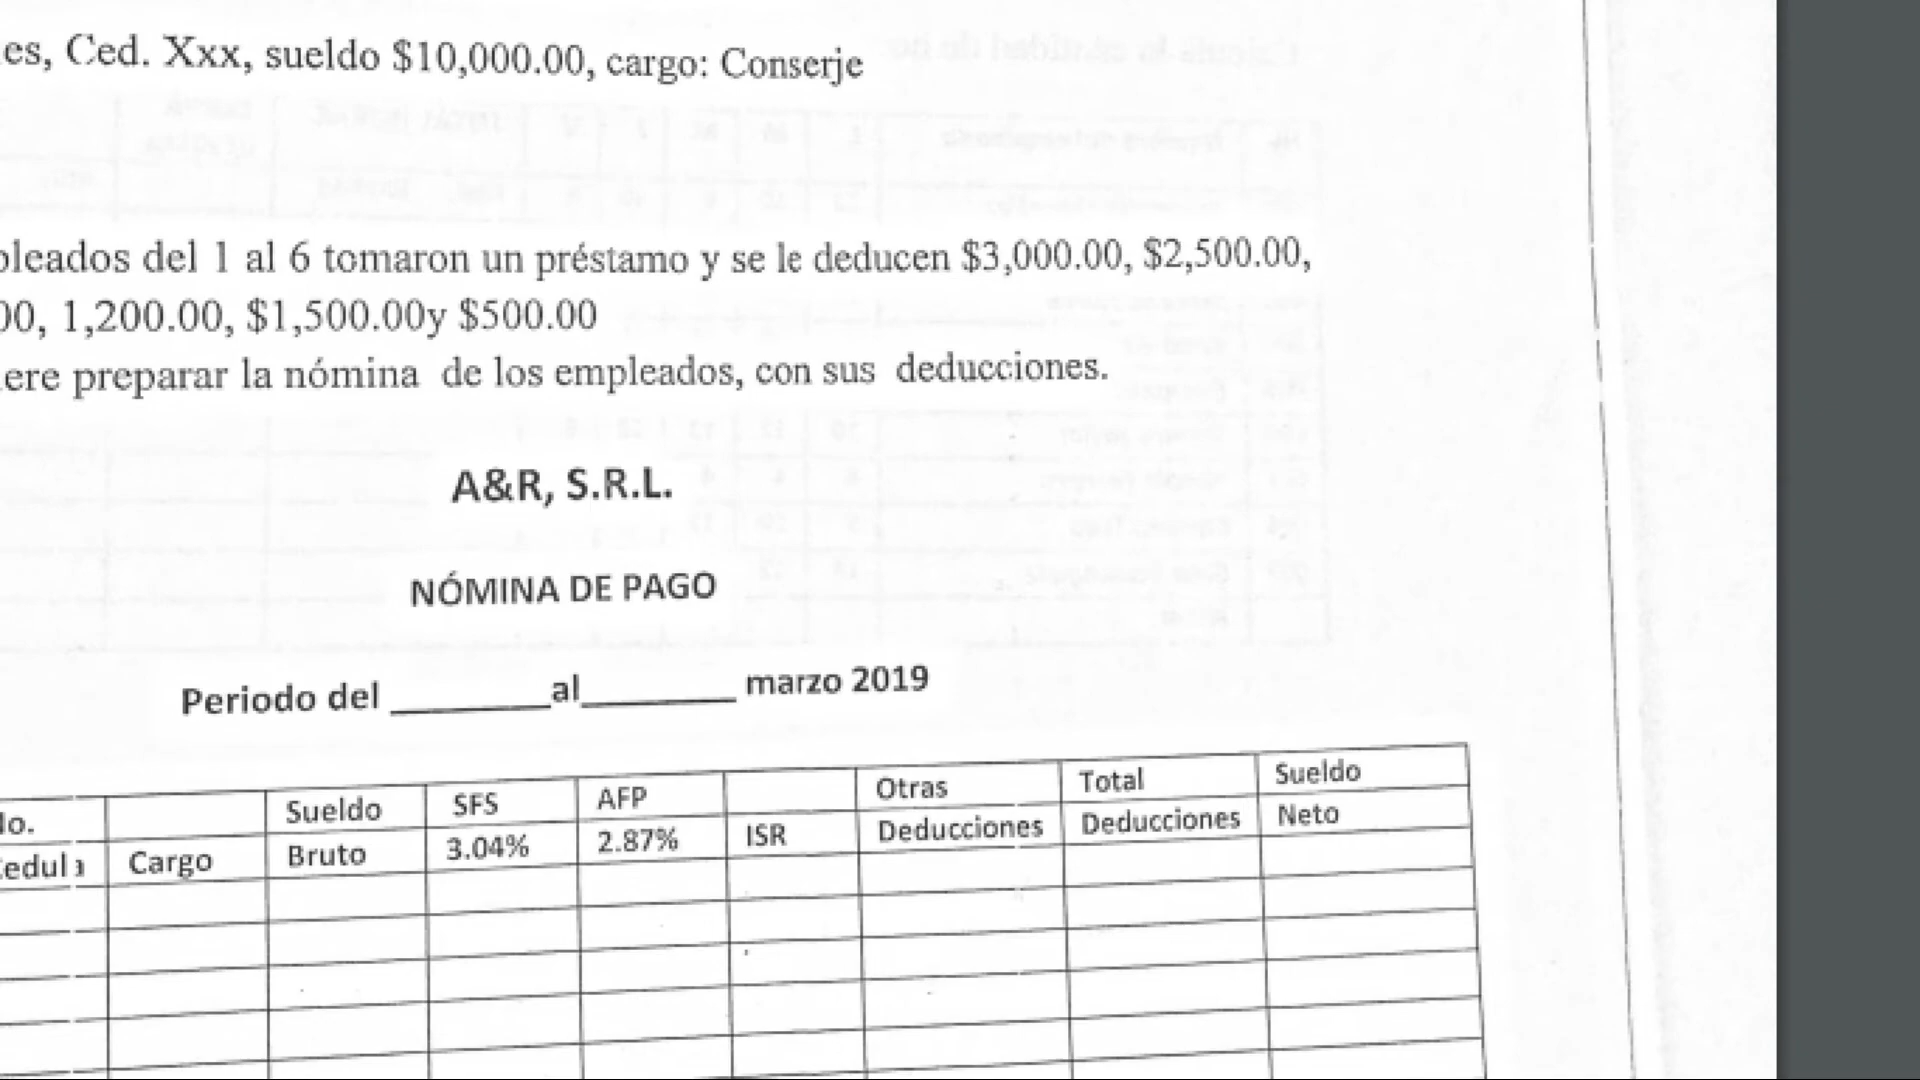 es, Ced. Xxx, sueldo $10,000.00, cargo: Conserje
pleados del 1 al 6 tomaron un préstamo y se le deducen $3,000.00, $2,500.00,
00, 1,200.00, $1,500.00y $500.00
iere preparar la nómina de los empleados, con sus deducciones.
A&R, S.R.L.
NÓMINA DE PAGO
Periodo del ________al________ marzo 2019
No. Cedula
Cargo
Sueldo Bruto
SFS 3.04%
AFP 2.87%
ISR
Otras Deducciones
Total Deducciones
Sueldo Neto